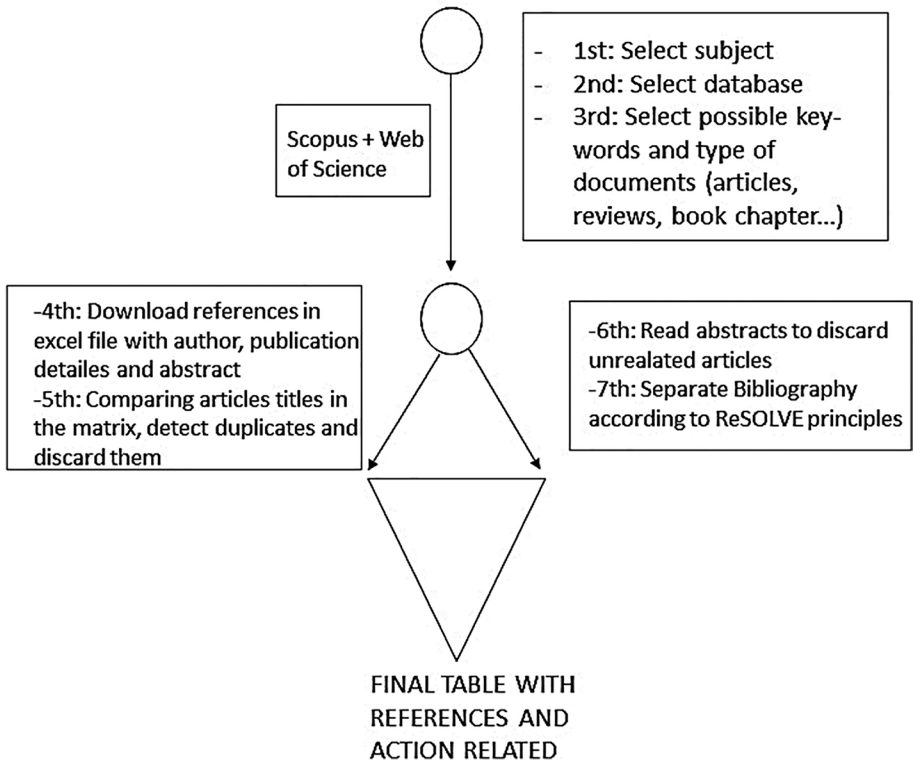 - 1st: Select subject
- 2nd: Select database
- 3rd: Select possible key-
words and type of
documents (articles,
reviews, book chapter...)
Scopus + Web
of Science
-4th: Download references in
excel file with author, publication
detailes and abstract
-5th: Comparing articles titles in
the matrix, detect duplicates and
discard them
-6th: Read abstracts to discard
unrealated articles
-7th: Separate Bibliography
according to ReSOLVE principles
FINAL TABLE WITH
REFERENCES AND
ACTION RELATED